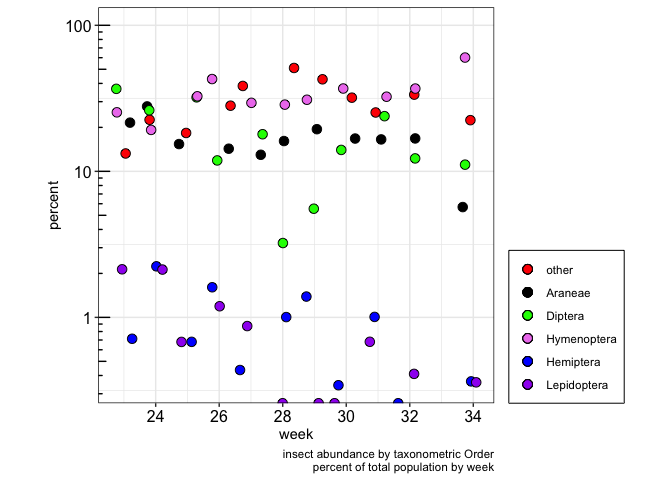 100
10
1
percent
24 26 28 30 32 34
week
other
Araneae
Diptera
Hymenoptera
Hemiptera
Lepidoptera
insect abundance by taxonometric Order
percent of total population by week